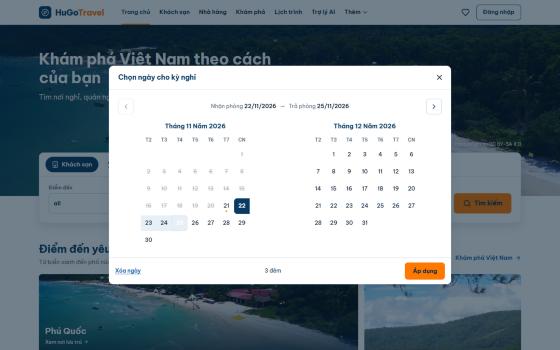 HuGoTravel Trang chủ Khách sạn Nhà hàng Khám phá Lịch trình Trợ lý AI Thêm Đăng nhập
Khám phá Việt Nam theo cách
của bạn
Chọn ngày cho kỳ nghỉ
Nhận phòng 22/11/2026 — Trả phòng 25/11/2026
Tháng 11 Năm 2026
T2 T3 T4 T5 T6 T7 CN
1
2 3 4 5 6 7 8
9 10 11 12 13 14 15
16 17 18 19 20 21 22
23 24 25 26 27 28 29
30
Tháng 12 Năm 2026
T2 T3 T4 T5 T6 T7 CN
1 2 3 4 5 6
7 8 9 10 11 12 13
14 15 16 17 18 19 20
21 22 23 24 25 26 27
28 29 30 31
Xóa ngày 3 đêm Áp dụng
Khách sạn
Điểm đến
all
Tìm kiếm
Điểm đến yêu
Khám phá Việt Nam →
Phú Quốc
Xem nơi lưu trú →